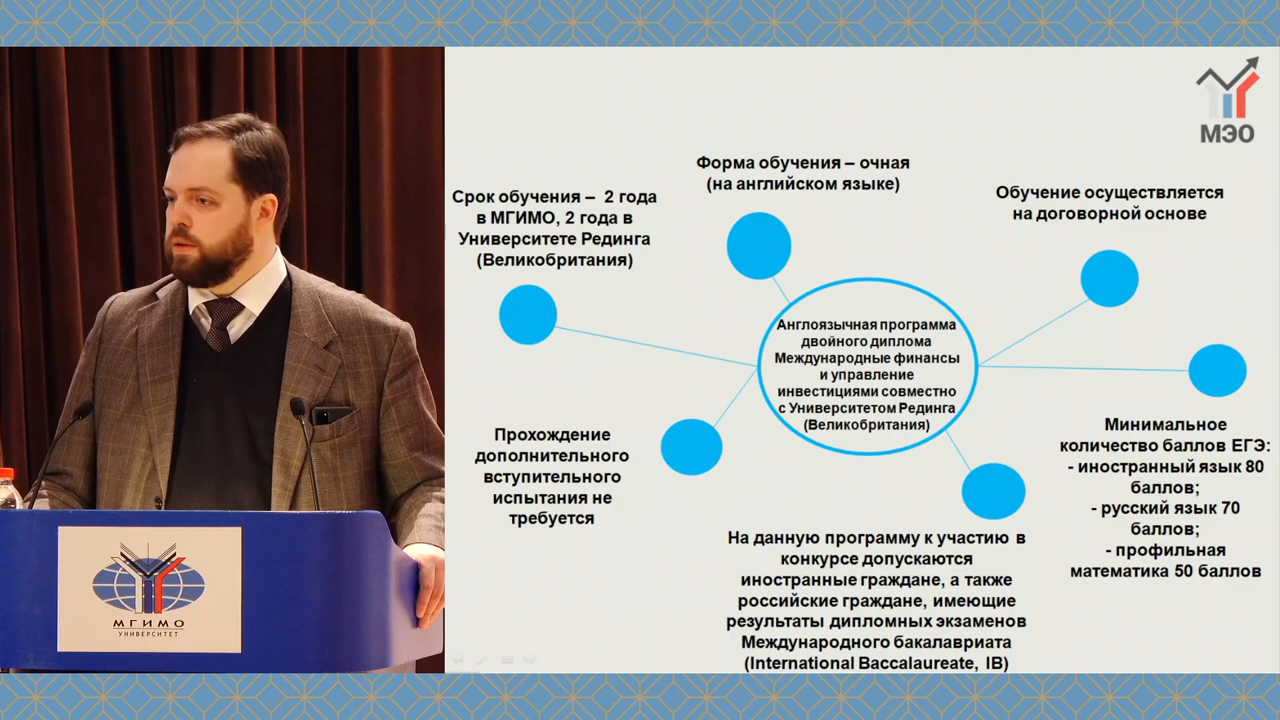 МЭО
Форма обучения – очная
(на английском языке)
Срок обучения – 2 года
в МГИМО, 2 года в
Университете Рединга
(Великобритания)
Обучение осуществляется
на договорной основе
Англоязычная программа
двойного диплома
Международные финансы
и управление
инвестициями совместно
с Университетом Рединга
(Великобритания)
Прохождение
дополнительного
вступительного
испытания не
требуется
Минимальное
количество баллов ЕГЭ:
- иностранный язык 80
баллов;
- русский язык 70
баллов;
- профильная
математика 50 баллов
На данную программу к участию в
конкурсе допускаются
иностранные граждане, а также
российские граждане, имеющие
результаты дипломных экзаменов
Международного бакалавриата
(International Baccalaureate, IB)
МГИМО
УНИВЕРСИТЕТ